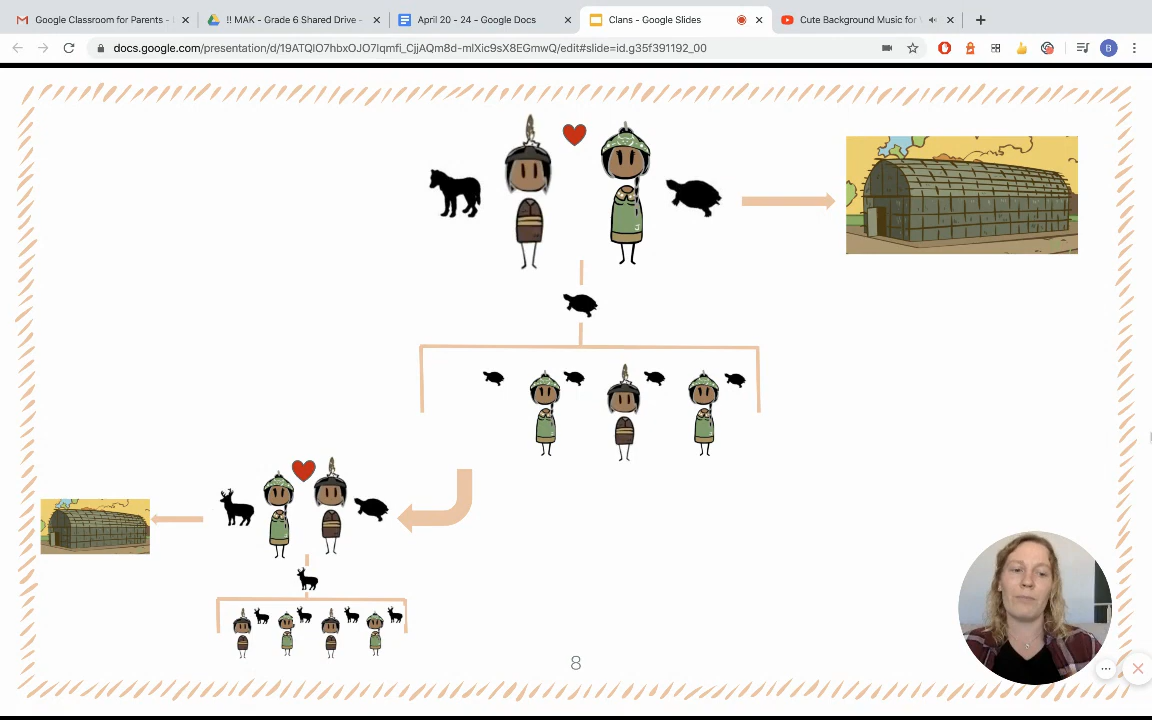 Google Classroom for Parents -
!! MAK - Grade 6 Shared Drive -
April 20 - 24 - Google Docs
Clans - Google Slides
Cute Background Music for
docs.google.com/presentation/d/19ATQlO7hbxOJO7lqmfi_CjjAQm8d-mlXic9sX8EGmwQ/edit#slide=id.g35f391192_00
B
8